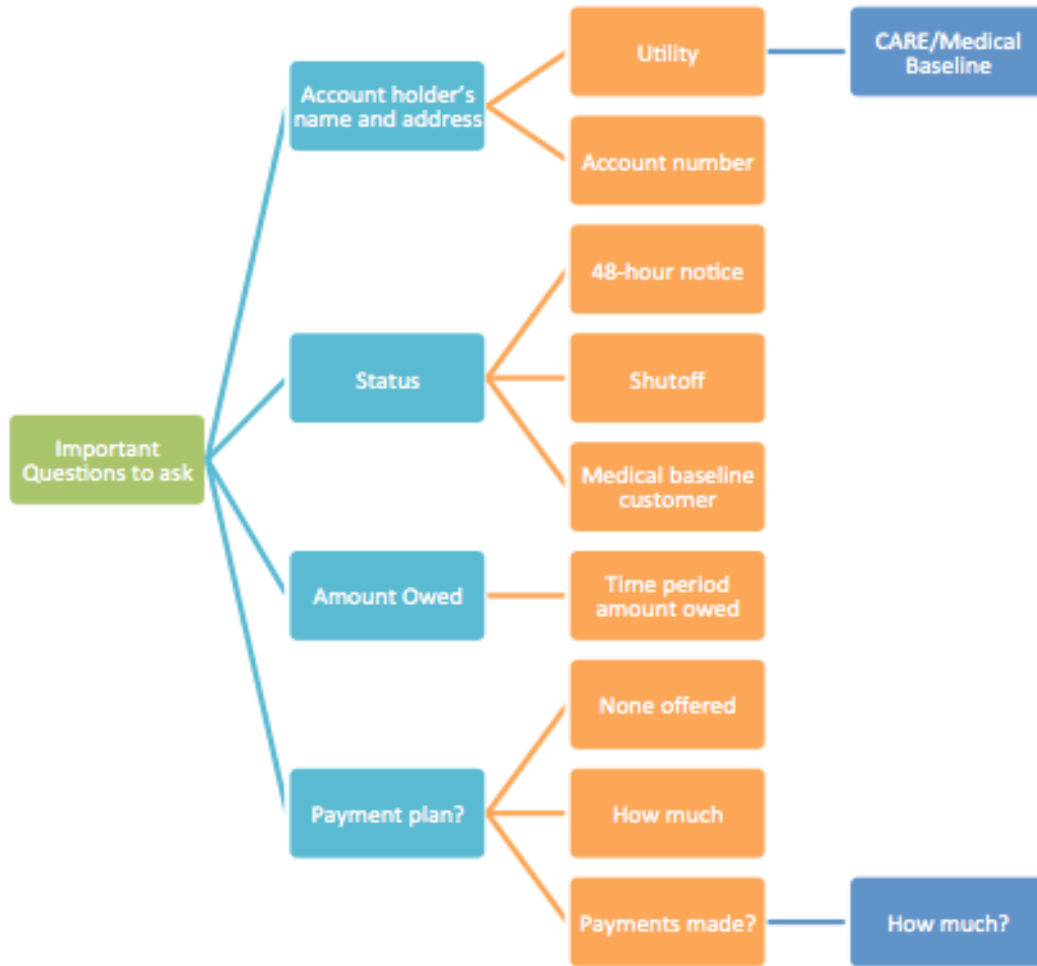 Utility
CARE/Medical
Baseline
Account holder's
name and address
Account number
48-hour notice
Status
Shutoff
Important
Questions to ask
Medical baseline
customer
Amount Owed
Time period
amount owed
None offered
Payment plan?
How much
Payments made?
How much?